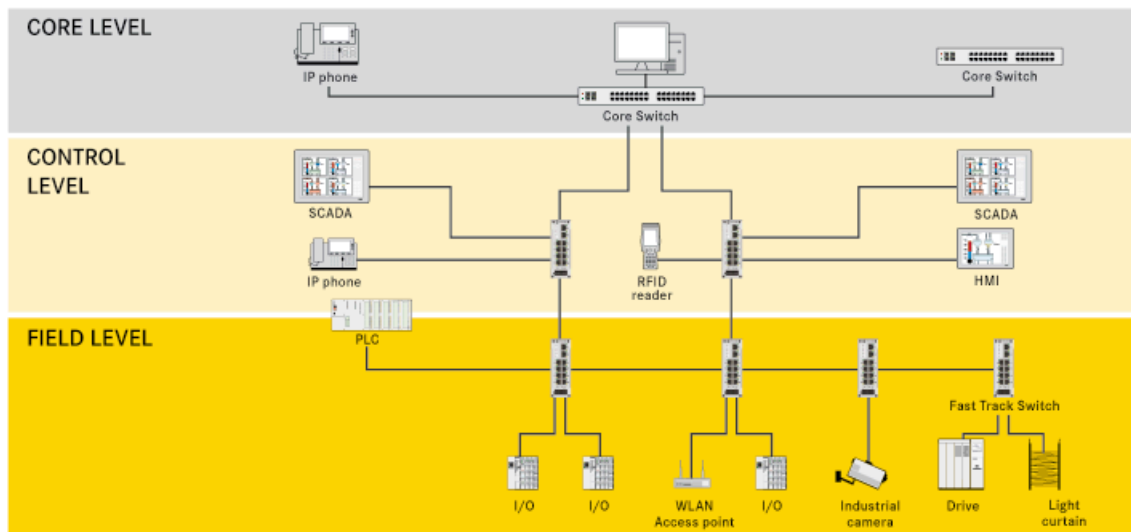 CORE LEVEL
IP phone
Core Switch
Core Switch
CONTROL
LEVEL
SCADA
SCADA
IP phone
RFID
reader
HMI
PLC
FIELD LEVEL
Fast Track Switch
I/O
I/O
WLAN
Access point
I/O
Industrial
camera
Drive
Light
curtain